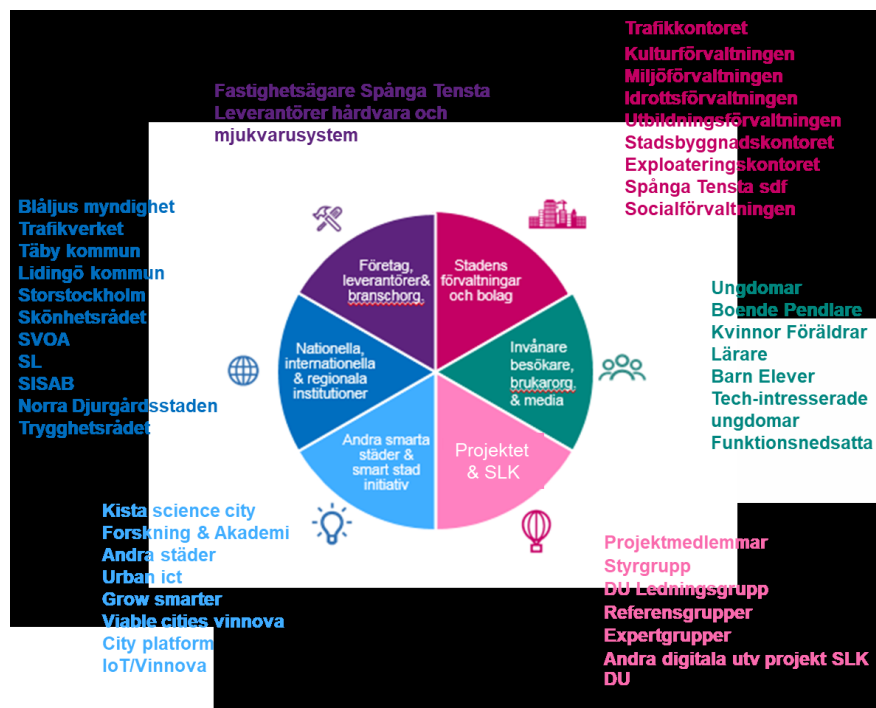 Trafikkontoret
Kulturförvaltningen
Miljöförvaltningen
Idrottsförvaltningen
Utbildningsförvaltningen
Stadsbyggnadskontoret
Exploateringskontoret
Spånga Tensta sdf
Socialförvaltningen
Fastighetsägare Spånga Tensta
Leverantörer hårdvara och
mjukvarusystem
Blåljus myndighet
Trafikverket
Täby kommun
Lidingö kommun
Storstockholm
Skönhetsrådet
SVOA
SL
SISAB
Norra Djurgårdsstaden
Trygghetsrådet
Företag,
leverantörer&
branschorg,
Stadens
förvaltningar
och bolag
Nationella,
internationella
& regionala
institutioner
Invånare
besökare,
brukarorg,
& media
Andra smarta
städer &
smart stad
initiativ
Projektet
& SLK
Ungdomar
Boende Pendlare
Kvinnor Föräldrar
Lärare
Barn Elever
Tech-intresserade
ungdomar
Funktionsnedsatta
Kista science city
Forskning & Akademi
Andra städer
Urban ict
Grow smarter
Viable cities vinnova
City platform
IoT/Vinnova
Projektmedlemmar
Styrgrupp
DU Ledningsgrupp
Referensgrupper
Expertgrupper
Andra digitala utv projekt SLK
DU